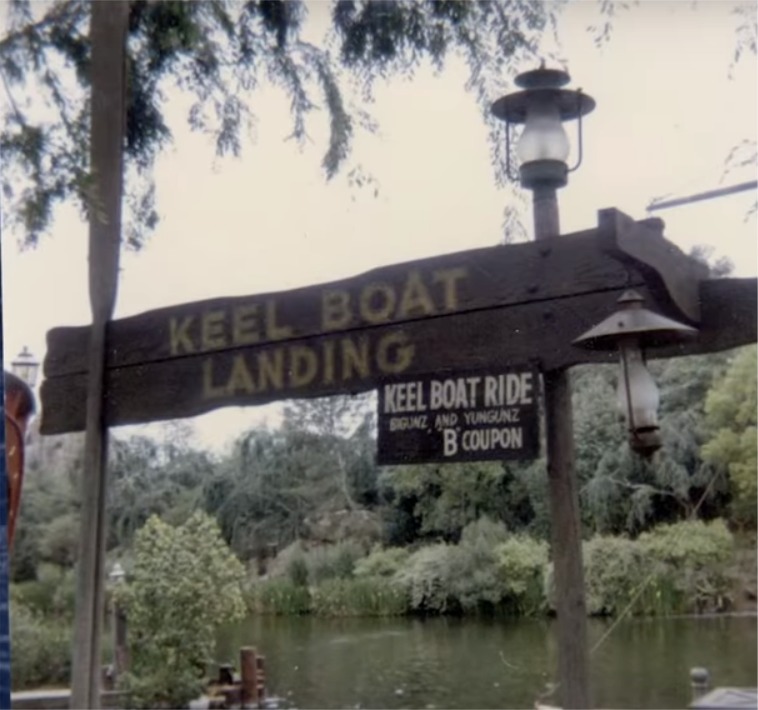 KEEL BOAT
LANDING
KEEL BOAT RIDE
BIGUNZ AND YUNGUNZ
"B" COUPON